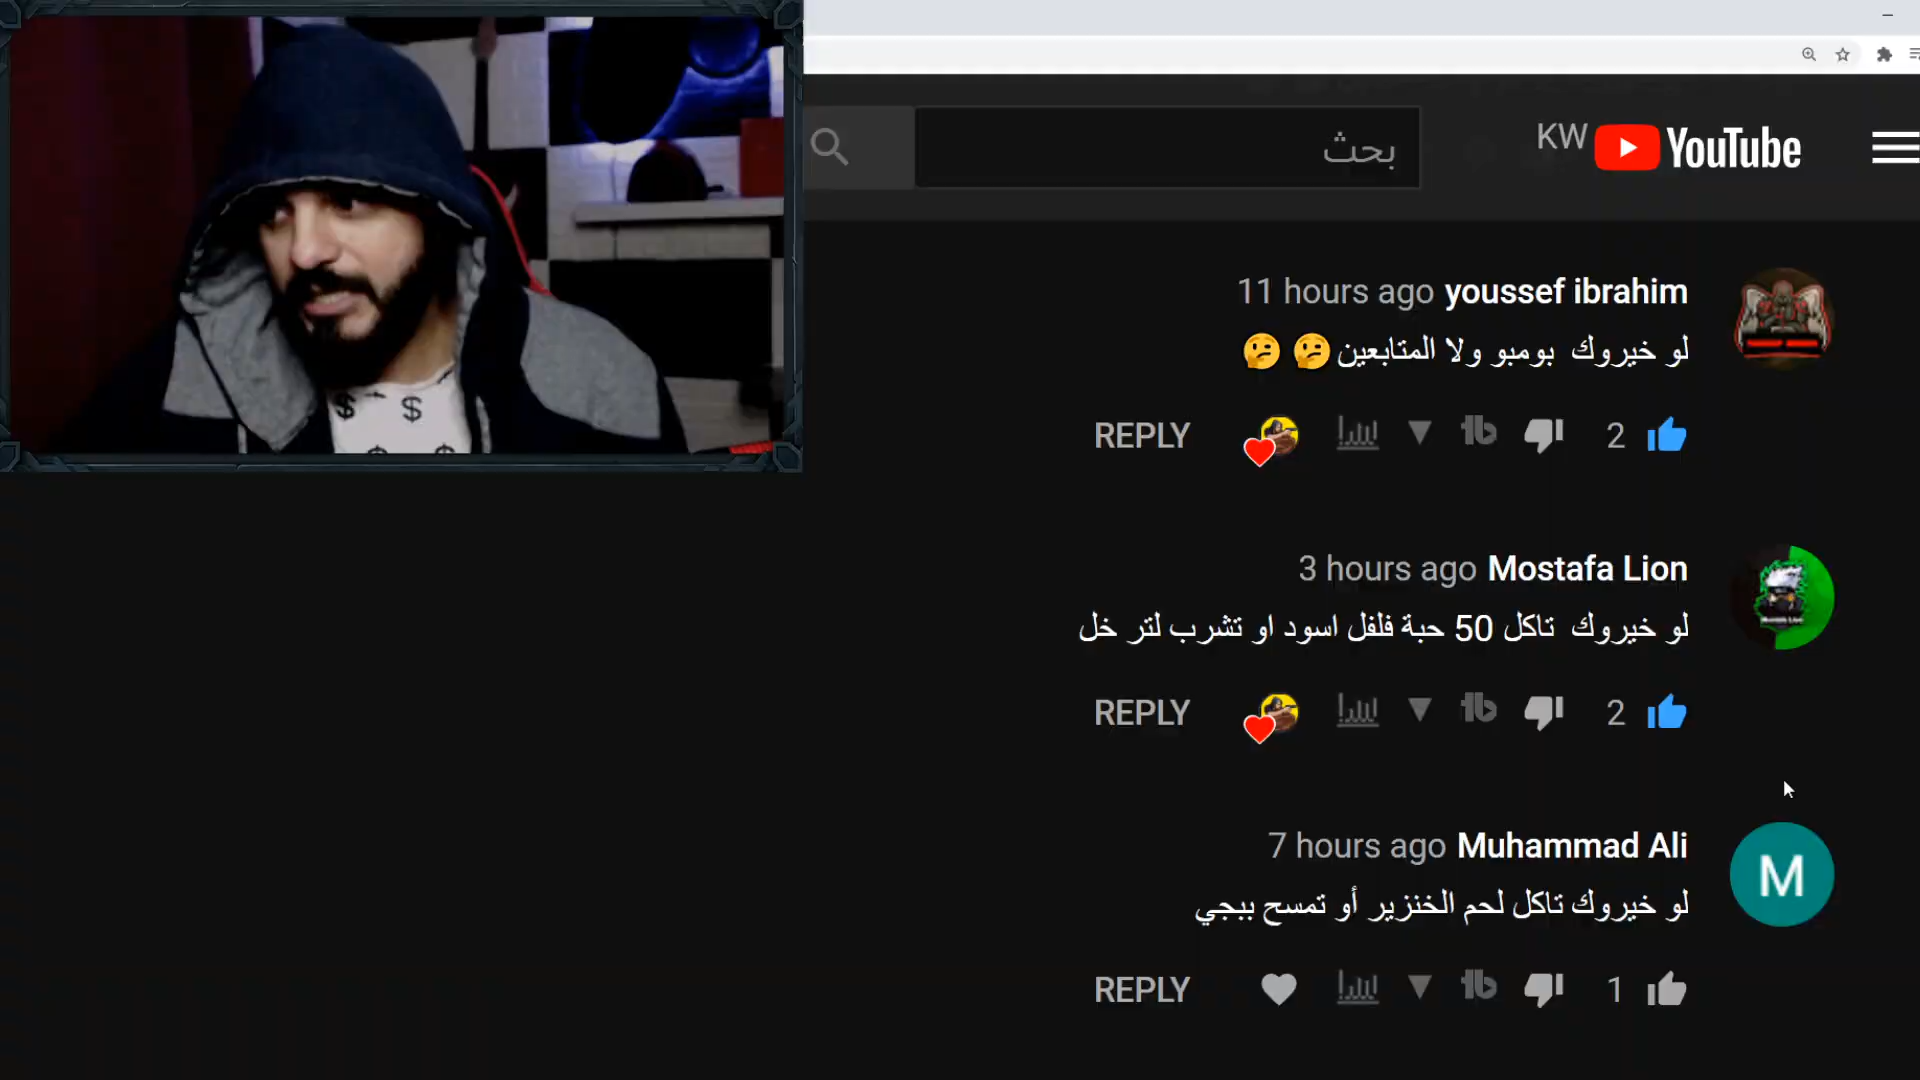 بحث
KW YouTube
11 hours ago youssef ibrahim
لو خيروك بومبو ولا المتابعين 🤔 🤔
REPLY 2
3 hours ago Mostafa Lion
لو خيروك تاكل 50 حبة فلفل اسود او تشرب لتر خل
REPLY 2
7 hours ago Muhammad Ali
M
لو خيروك تاكل لحم الخنزير أو تمسح ببجي
REPLY 1
$ $